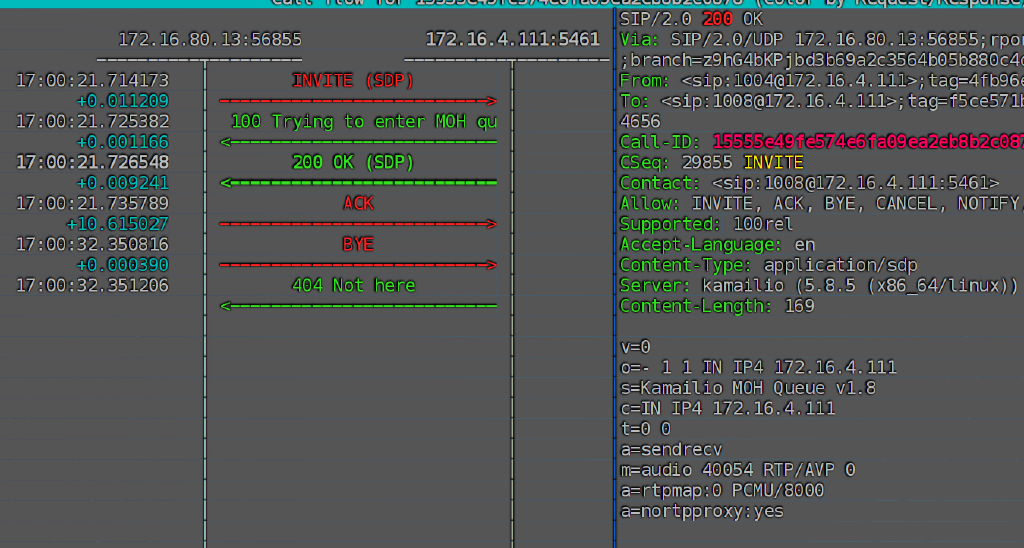 172.16.80.13:56855 172.16.4.111:5461
17:00:21.714173 INVITE (SDP)
+0.011209
17:00:21.725382 100 Trying to enter MOH qu
+0.001166
17:00:21.726548 200 OK (SDP)
+0.009241
17:00:21.735789 ACK
+10.615027
17:00:32.350816 BYE
+0.000390
17:00:32.351206 404 Not here
SIP/2.0 200 OK
Via: SIP/2.0/UDP 172.16.80.13:56855;rpor
;branch=z9hG4bKPjbd3b69a2c3564b05b880c4c
From: <sip:1004@172.16.4.111>;tag=4fb96e
To: <sip:1008@172.16.4.111>;tag=f5ce571b
4656
Call-ID: 15555e49fe574e6fa09ea2eb8b2c087
CSeq: 29855 INVITE
Contact: <sip:1008@172.16.4.111:5461>
Allow: INVITE, ACK, BYE, CANCEL, NOTIFY,
Supported: 100rel
Accept-Language: en
Content-Type: application/sdp
Server: kamailio (5.8.5 (x86_64/linux))
Content-Length: 169
v=0
o=- 1 1 IN IP4 172.16.4.111
s=Kamailio MOH Queue v1.8
c=IN IP4 172.16.4.111
t=0 0
a=sendrecv
m=audio 40054 RTP/AVP 0
a=rtpmap:0 PCMU/8000
a=nortpproxy:yes